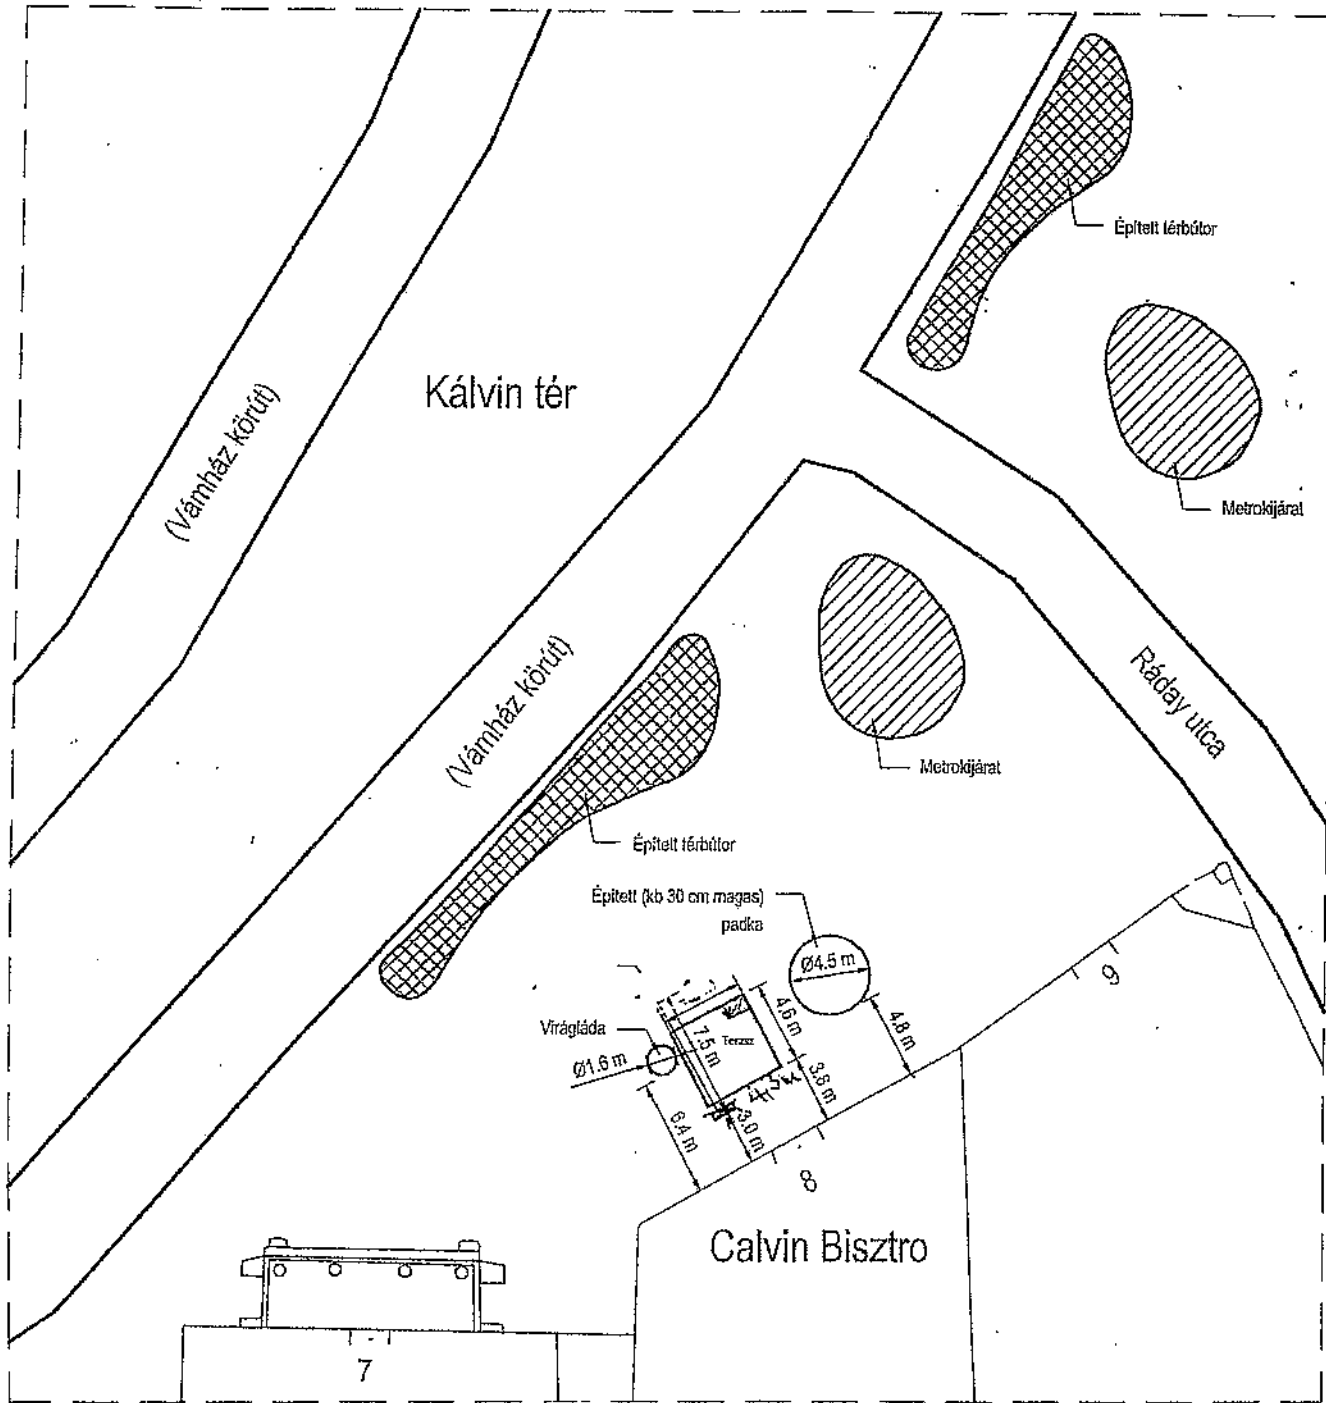 Épített térbútor
Kálvin tér
(Vámház körút)
Metrokijárat
(Vámház körút)
Ráday utca
Metrokijárat
Épített térbútor
Épített (kb 30 cm magas)
padka
Ø4.5 m
9
4.6 m
4.8 m
Virágláda
7.5 m
Terasz
Ø1.6 m
3.8 m
6.4 m
3.0 m
8
Calvin Bisztro
7